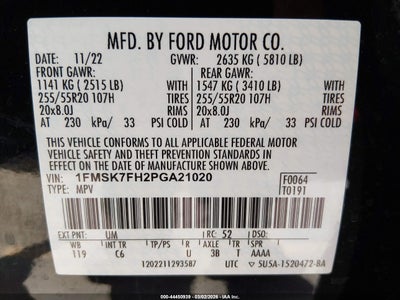 MFD. BY FORD MOTOR CO.
DATE: 11/22 GVWR: 2635 KG ( 5810 LB)
FRONT GAWR: REAR GAWR:
1141 KG ( 2515 LB) WITH 1547 KG ( 3410 LB) WITH
255/55R20 107H TIRES 255/55R20 107H TIRES
20x8.0J RIMS 20x8.0J RIMS
AT 230 kPa/ 33 PSI COLD AT 230 kPa/ 33 PSI COLD
THIS VEHICLE CONFORMS TO ALL APPLICABLE FEDERAL MOTOR
VEHICLE SAFETY AND THEFT PREVENTION STANDARDS IN EFFECT
ON THE DATE OF MANUFACTURE SHOWN ABOVE.
VIN: 1FMSK7FH2PGA21020 F0064
TYPE: MPV T0191
EXT PNT: UM RC: 52 DSO:
WB INT TR TP/PS R AXLE TR SPR
119 C6 U 3B T AAAA
1202211293587 UTC 5U5A-1520472-BA
000-44450939 - 03/02/2026 - IAA Inc.